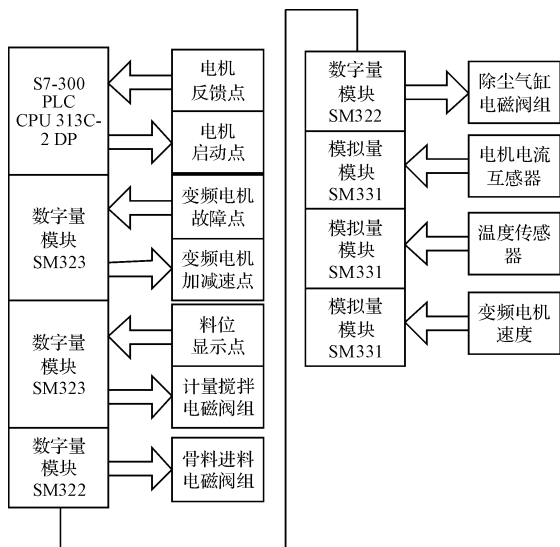 S7-300
PLC
CPU 313C-
2 DP
电机
反馈点
电机
启动点
数字量
模块
SM323
变频电机
故障点
变频电机
加减速点
数字量
模块
SM323
料位
显示点
计量搅拌
电磁阀组
数字量
模块
SM322
骨料进料
电磁阀组
数字量
模块
SM322
除尘气缸
电磁阀组
模拟量
模块
SM331
电机电流
互感器
模拟量
模块
SM331
温度传感
器
模拟量
模块
SM331
变频电机
速度